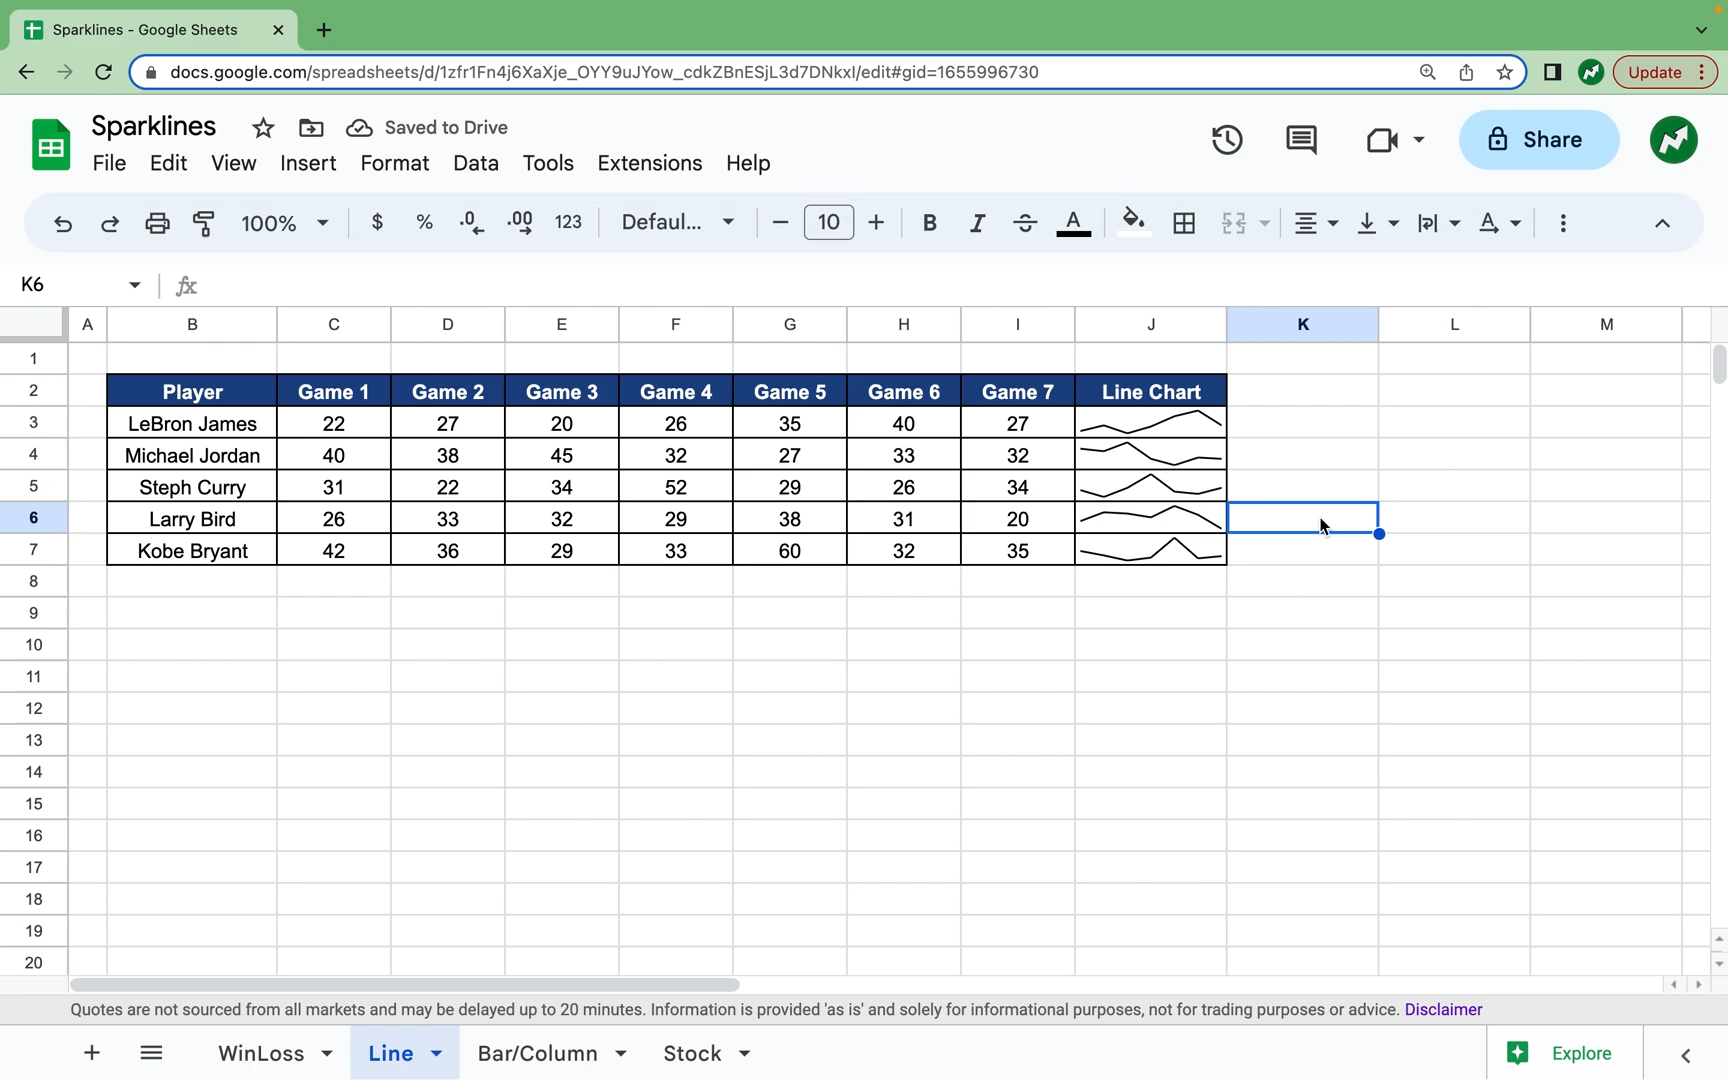 Sparklines - Google Sheets
docs.google.com/spreadsheets/d/1zfr1Fn4j6XaXje_OYY9uJYow_cdkZBnESjL3d7DNkxI/edit#gid=1655996730
Update
Sparklines Saved to Drive
File Edit View Insert Format Data Tools Extensions Help
Share
100% $ % .0 .00 123 Defaul... 10 B I S A A
K6 fx
A B C D E F G H I J K L M
1
2 Player Game 1 Game 2 Game 3 Game 4 Game 5 Game 6 Game 7 Line Chart
3 LeBron James 22 27 20 26 35 40 27
4 Michael Jordan 40 38 45 32 27 33 32
5 Steph Curry 31 22 34 52 29 26 34
6 Larry Bird 26 33 32 29 38 31 20
7 Kobe Bryant 42 36 29 33 60 32 35
8
9
10
11
12
13
14
15
16
17
18
19
20
Quotes are not sourced from all markets and may be delayed up to 20 minutes. Information is provided 'as is' and solely for informational purposes, not for trading purposes or advice. Disclaimer
WinLoss Line Bar/Column Stock Explore